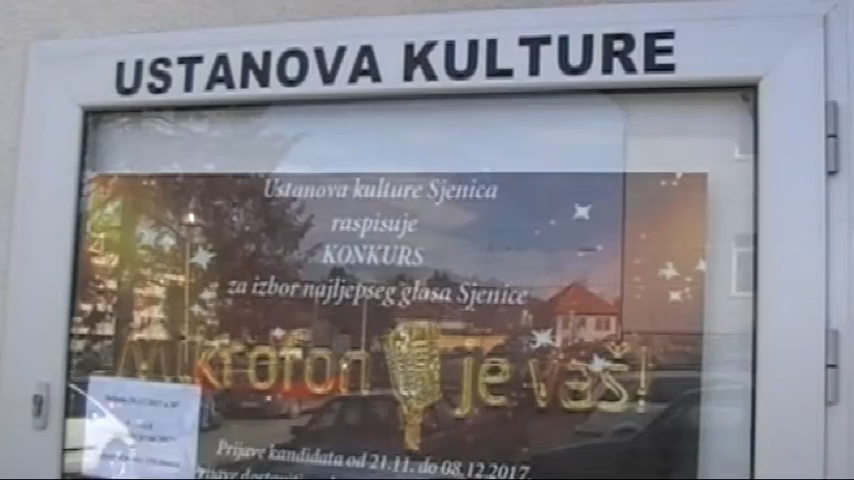 USTANOVA KULTURE
Ustanova kulture Sjenica
raspisuje
KONKURS
za izbor najljepseg glasa Sjenice
Mikrofon je vaš!
Prijave kandidata od 21.11. do 08.12.2017.